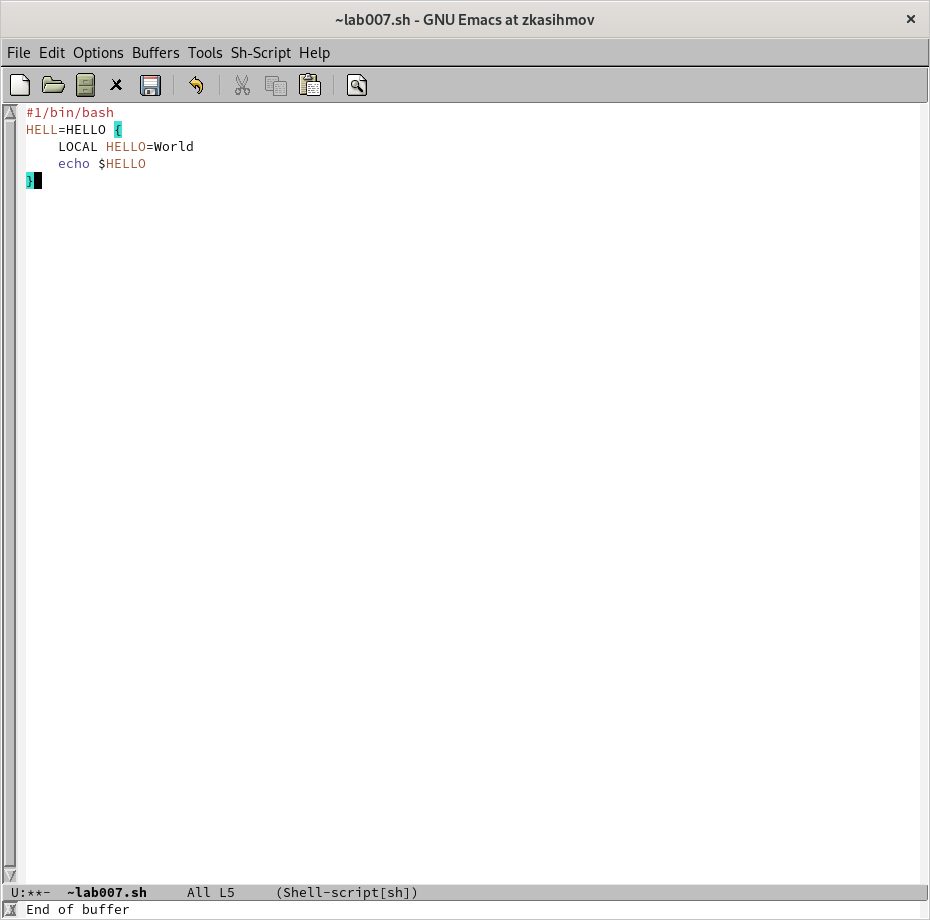 ~lab007.sh - GNU Emacs at zkasihmov
File Edit Options Buffers Tools Sh-Script Help
#1/bin/bash
HELL=HELLO {
    LOCAL HELLO=World
    echo $HELLO
}
U:**-  ~lab007.sh     All L5     (Shell-script[sh])
End of buffer